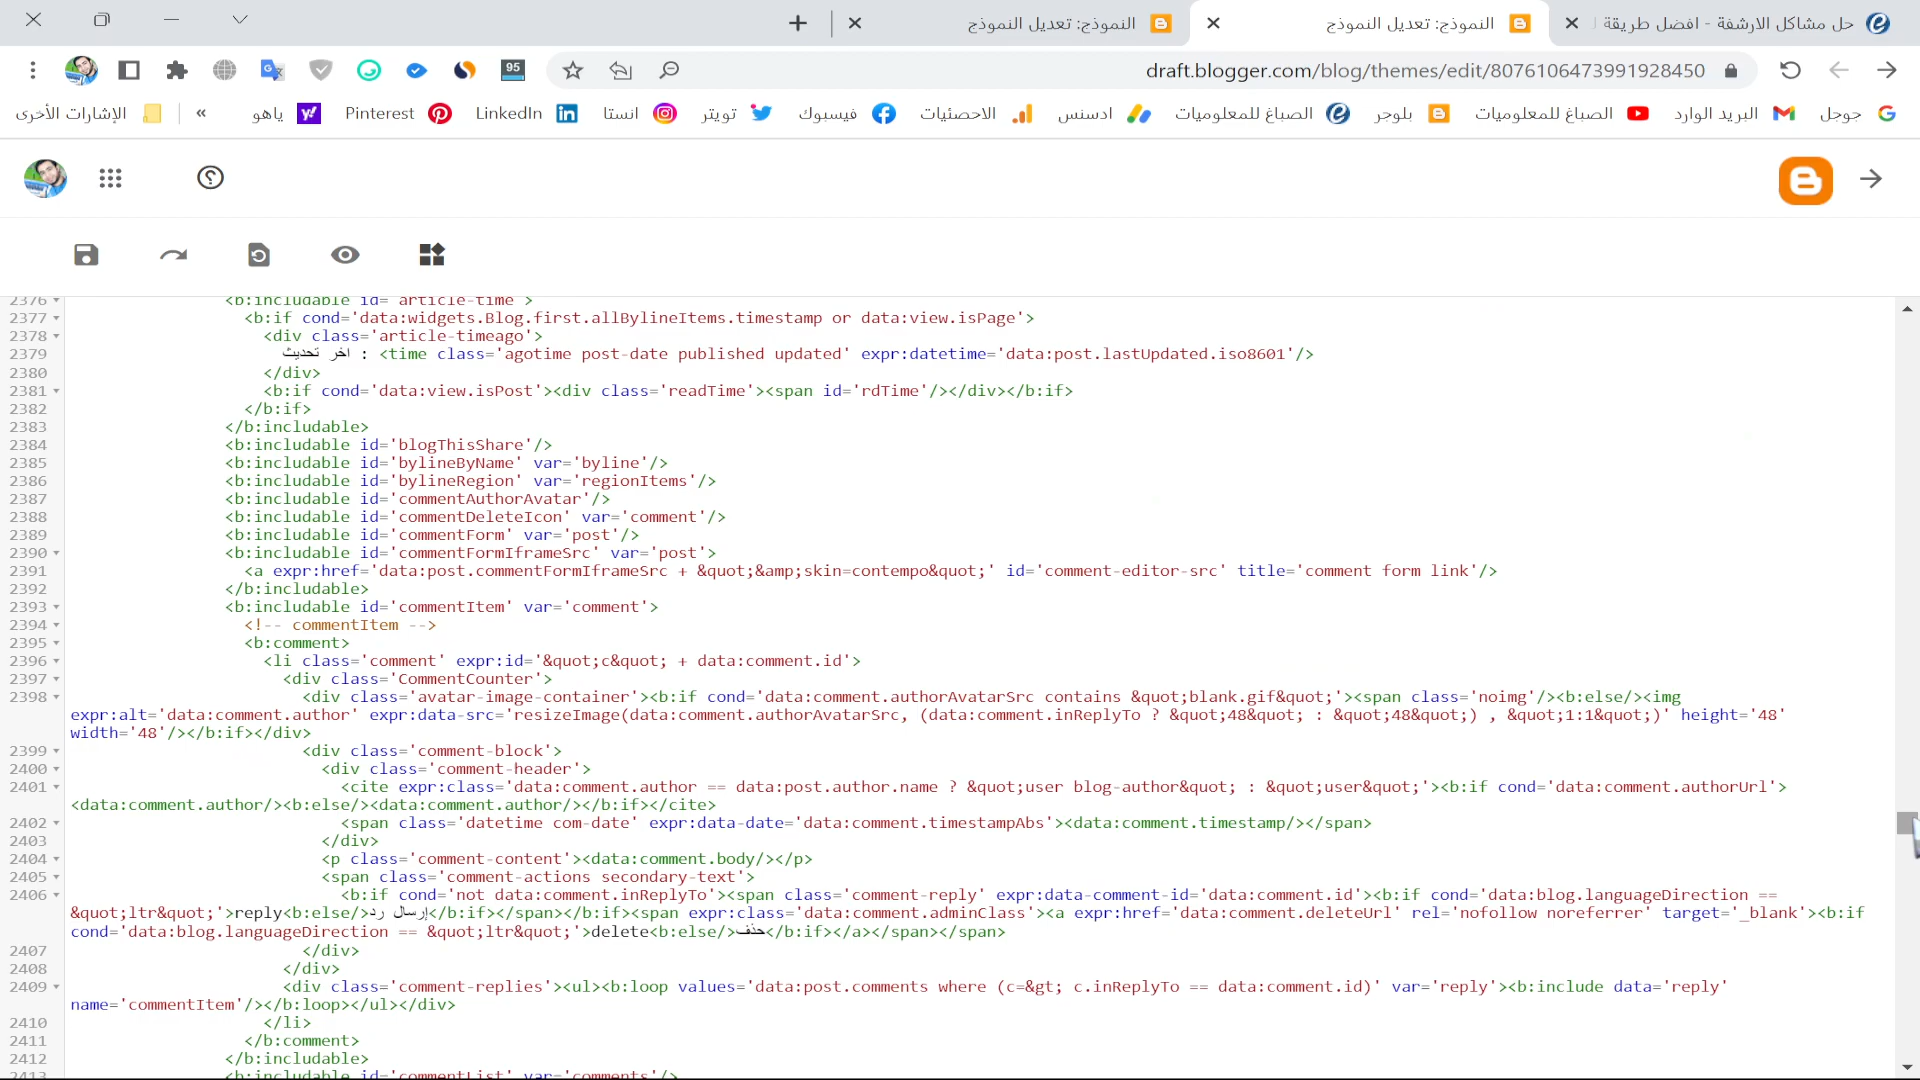 حل مشاكل الارشفة - افضل طريقة
النموذج: تعديل النموذج
النموذج: تعديل النموذج
draft.blogger.com/blog/themes/edit/8076106473991928450
95
جوجل
البريد الوارد
الصباغ للمعلوميات
بلوجر
الصباغ للمعلوميات
ادسنس
الاحصئيات
فيسبوك
تويتر
انستا
LinkedIn
Pinterest
ياهو
»
الإشارات الأخرى
2376 <b:includable id='article-time'>
2377 <b:if cond='data:widgets.Blog.first.allBylineItems.timestamp or data:view.isPage'>
2378 <div class='article-timeago'>
2379 اخر تحديث : <time class='agotime post-date published updated' expr:datetime='data:post.lastUpdated.iso8601'/>
2380 </div>
2381 <b:if cond='data:view.isPost'><div class='readTime'><span id='rdTime'/></div></b:if>
2382 </b:if>
2383 </b:includable>
2384 <b:includable id='blogThisShare'/>
2385 <b:includable id='bylineByName' var='byline'/>
2386 <b:includable id='bylineRegion' var='regionItems'/>
2387 <b:includable id='commentAuthorAvatar'/>
2388 <b:includable id='commentDeleteIcon' var='comment'/>
2389 <b:includable id='commentForm' var='post'/>
2390 <b:includable id='commentFormIframeSrc' var='post'>
2391 <a expr:href='data:post.commentFormIframeSrc + &quot;&amp;skin=contempo&quot;' id='comment-editor-src' title='comment form link'/>
2392 </b:includable>
2393 <b:includable id='commentItem' var='comment'>
2394 <!-- commentItem -->
2395 <b:comment>
2396 <li class='comment' expr:id='&quot;c&quot; + data:comment.id'>
2397 <div class='CommentCounter'>
2398 <div class='avatar-image-container'><b:if cond='data:comment.authorAvatarSrc contains &quot;blank.gif&quot;'><span class='noimg'/><b:else/><img
expr:alt='data:comment.author' expr:data-src='resizeImage(data:comment.authorAvatarSrc, (data:comment.inReplyTo ? &quot;48&quot; : &quot;48&quot;) , &quot;1:1&quot;)' height='48'
width='48'/></b:if></div>
2399 <div class='comment-block'>
2400 <div class='comment-header'>
2401 <cite expr:class='data:comment.author == data:post.author.name ? &quot;user blog-author&quot; : &quot;user&quot;'><b:if cond='data:comment.authorUrl'>
<data:comment.author/><b:else/><data:comment.author/></b:if></cite>
2402 <span class='datetime com-date' expr:data-date='data:comment.timestampAbs'><data:comment.timestamp/></span>
2403 </div>
2404 <p class='comment-content'><data:comment.body/></p>
2405 <span class='comment-actions secondary-text'>
2406 <b:if cond='not data:comment.inReplyTo'><span class='comment-reply' expr:data-comment-id='data:comment.id'><b:if cond='data:blog.languageDirection ==
&quot;ltr&quot;'>reply<b:else/>إرسال رد</b:if></span></b:if><span expr:class='data:comment.adminClass'><a expr:href='data:comment.deleteUrl' rel='nofollow noreferrer' target='_blank'><b:if
cond='data:blog.languageDirection == &quot;ltr&quot;'>delete<b:else/>حذف</b:if></a></span></span>
2407 </div>
2408 </div>
2409 <div class='comment-replies'><ul><b:loop values='data:post.comments where (c=&gt; c.inReplyTo == data:comment.id)' var='reply'><b:include data='reply'
name='commentItem'/></b:loop></ul></div>
2410 </li>
2411 </b:comment>
2412 </b:includable>
2413 <b:includable id='commentList' var='comments'/>